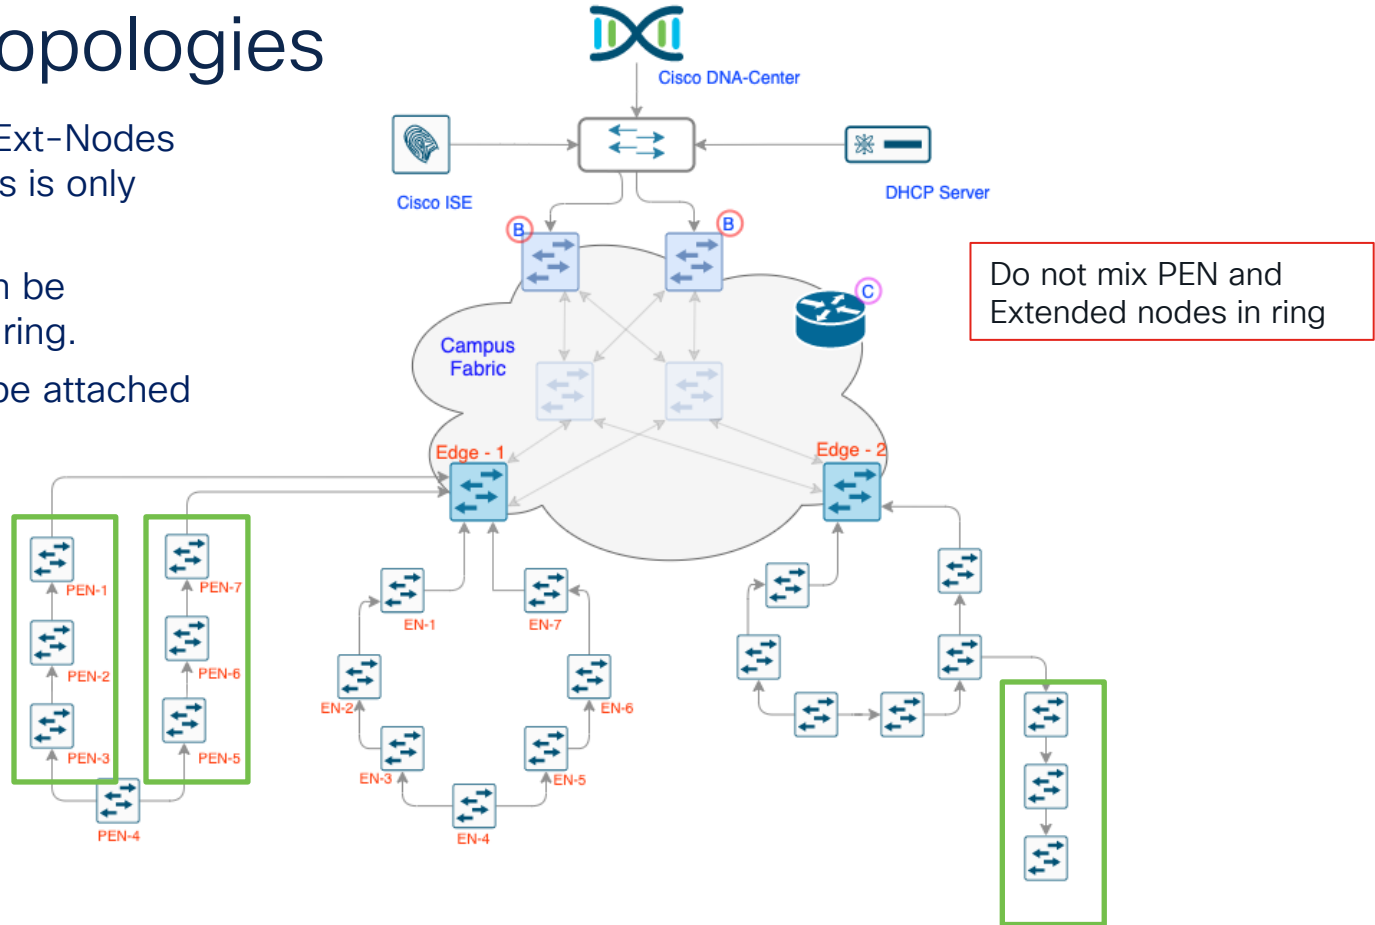 opologies
Ext-Nodes
s is only
n be
ring.
be attached
Cisco DNA-Center
Cisco ISE
DHCP Server
B
B
C
Do not mix PEN and
Extended nodes in ring
Campus
Fabric
Edge - 1
Edge - 2
PEN-1
PEN-7
PEN-2
PEN-6
PEN-3
PEN-5
PEN-4
EN-1
EN-7
EN-2
EN-6
EN-3
EN-5
EN-4